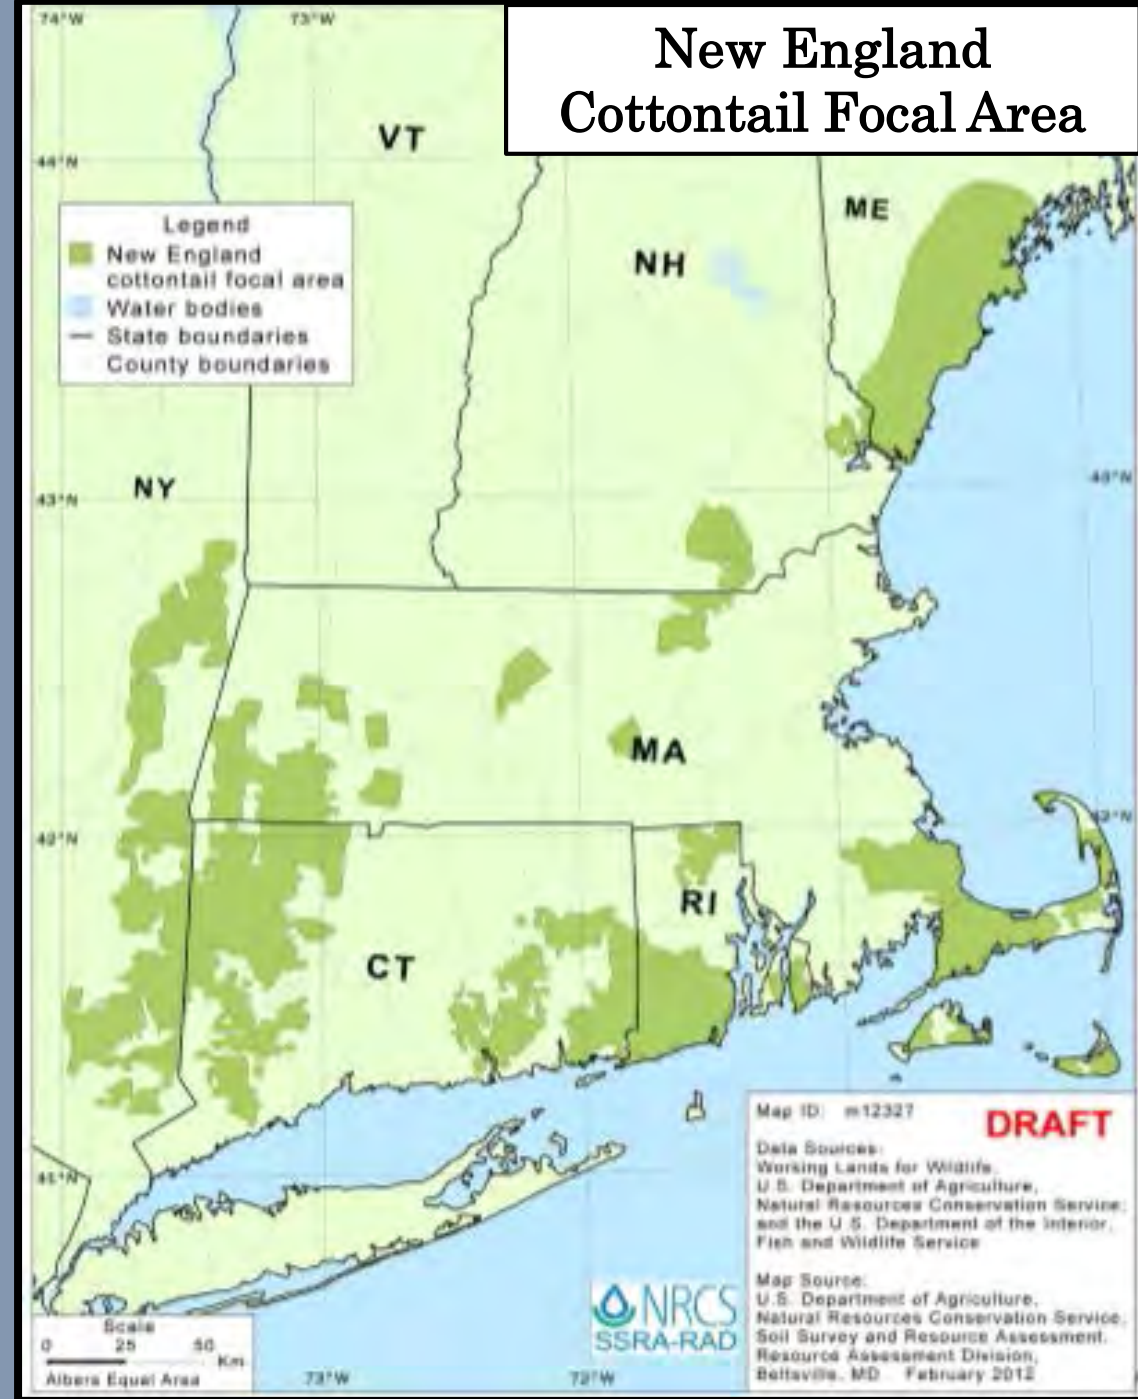 New England
Cottontail Focal Area
74°W
73°W
VT
44°N
ME
Legend
New England
cottontail focal area
Water bodies
State boundaries
County boundaries
NH
NY
43°N
43°N
MA
42°N
42°N
RI
CT
41°N
Map ID: m12327
DRAFT
Data Sources:
Working Lands for Wildlife,
U.S. Department of Agriculture,
Natural Resources Conservation Service;
and the U.S. Department of the Interior,
Fish and Wildlife Service
Map Source:
U.S. Department of Agriculture,
Natural Resources Conservation Service,
Soil Survey and Resource Assessment,
Resource Assessment Division,
Beltsville, MD February 2012
NRCS
SSRA-RAD
Scale
0 25 50
Km
Albers Equal Area
73°W
72°W